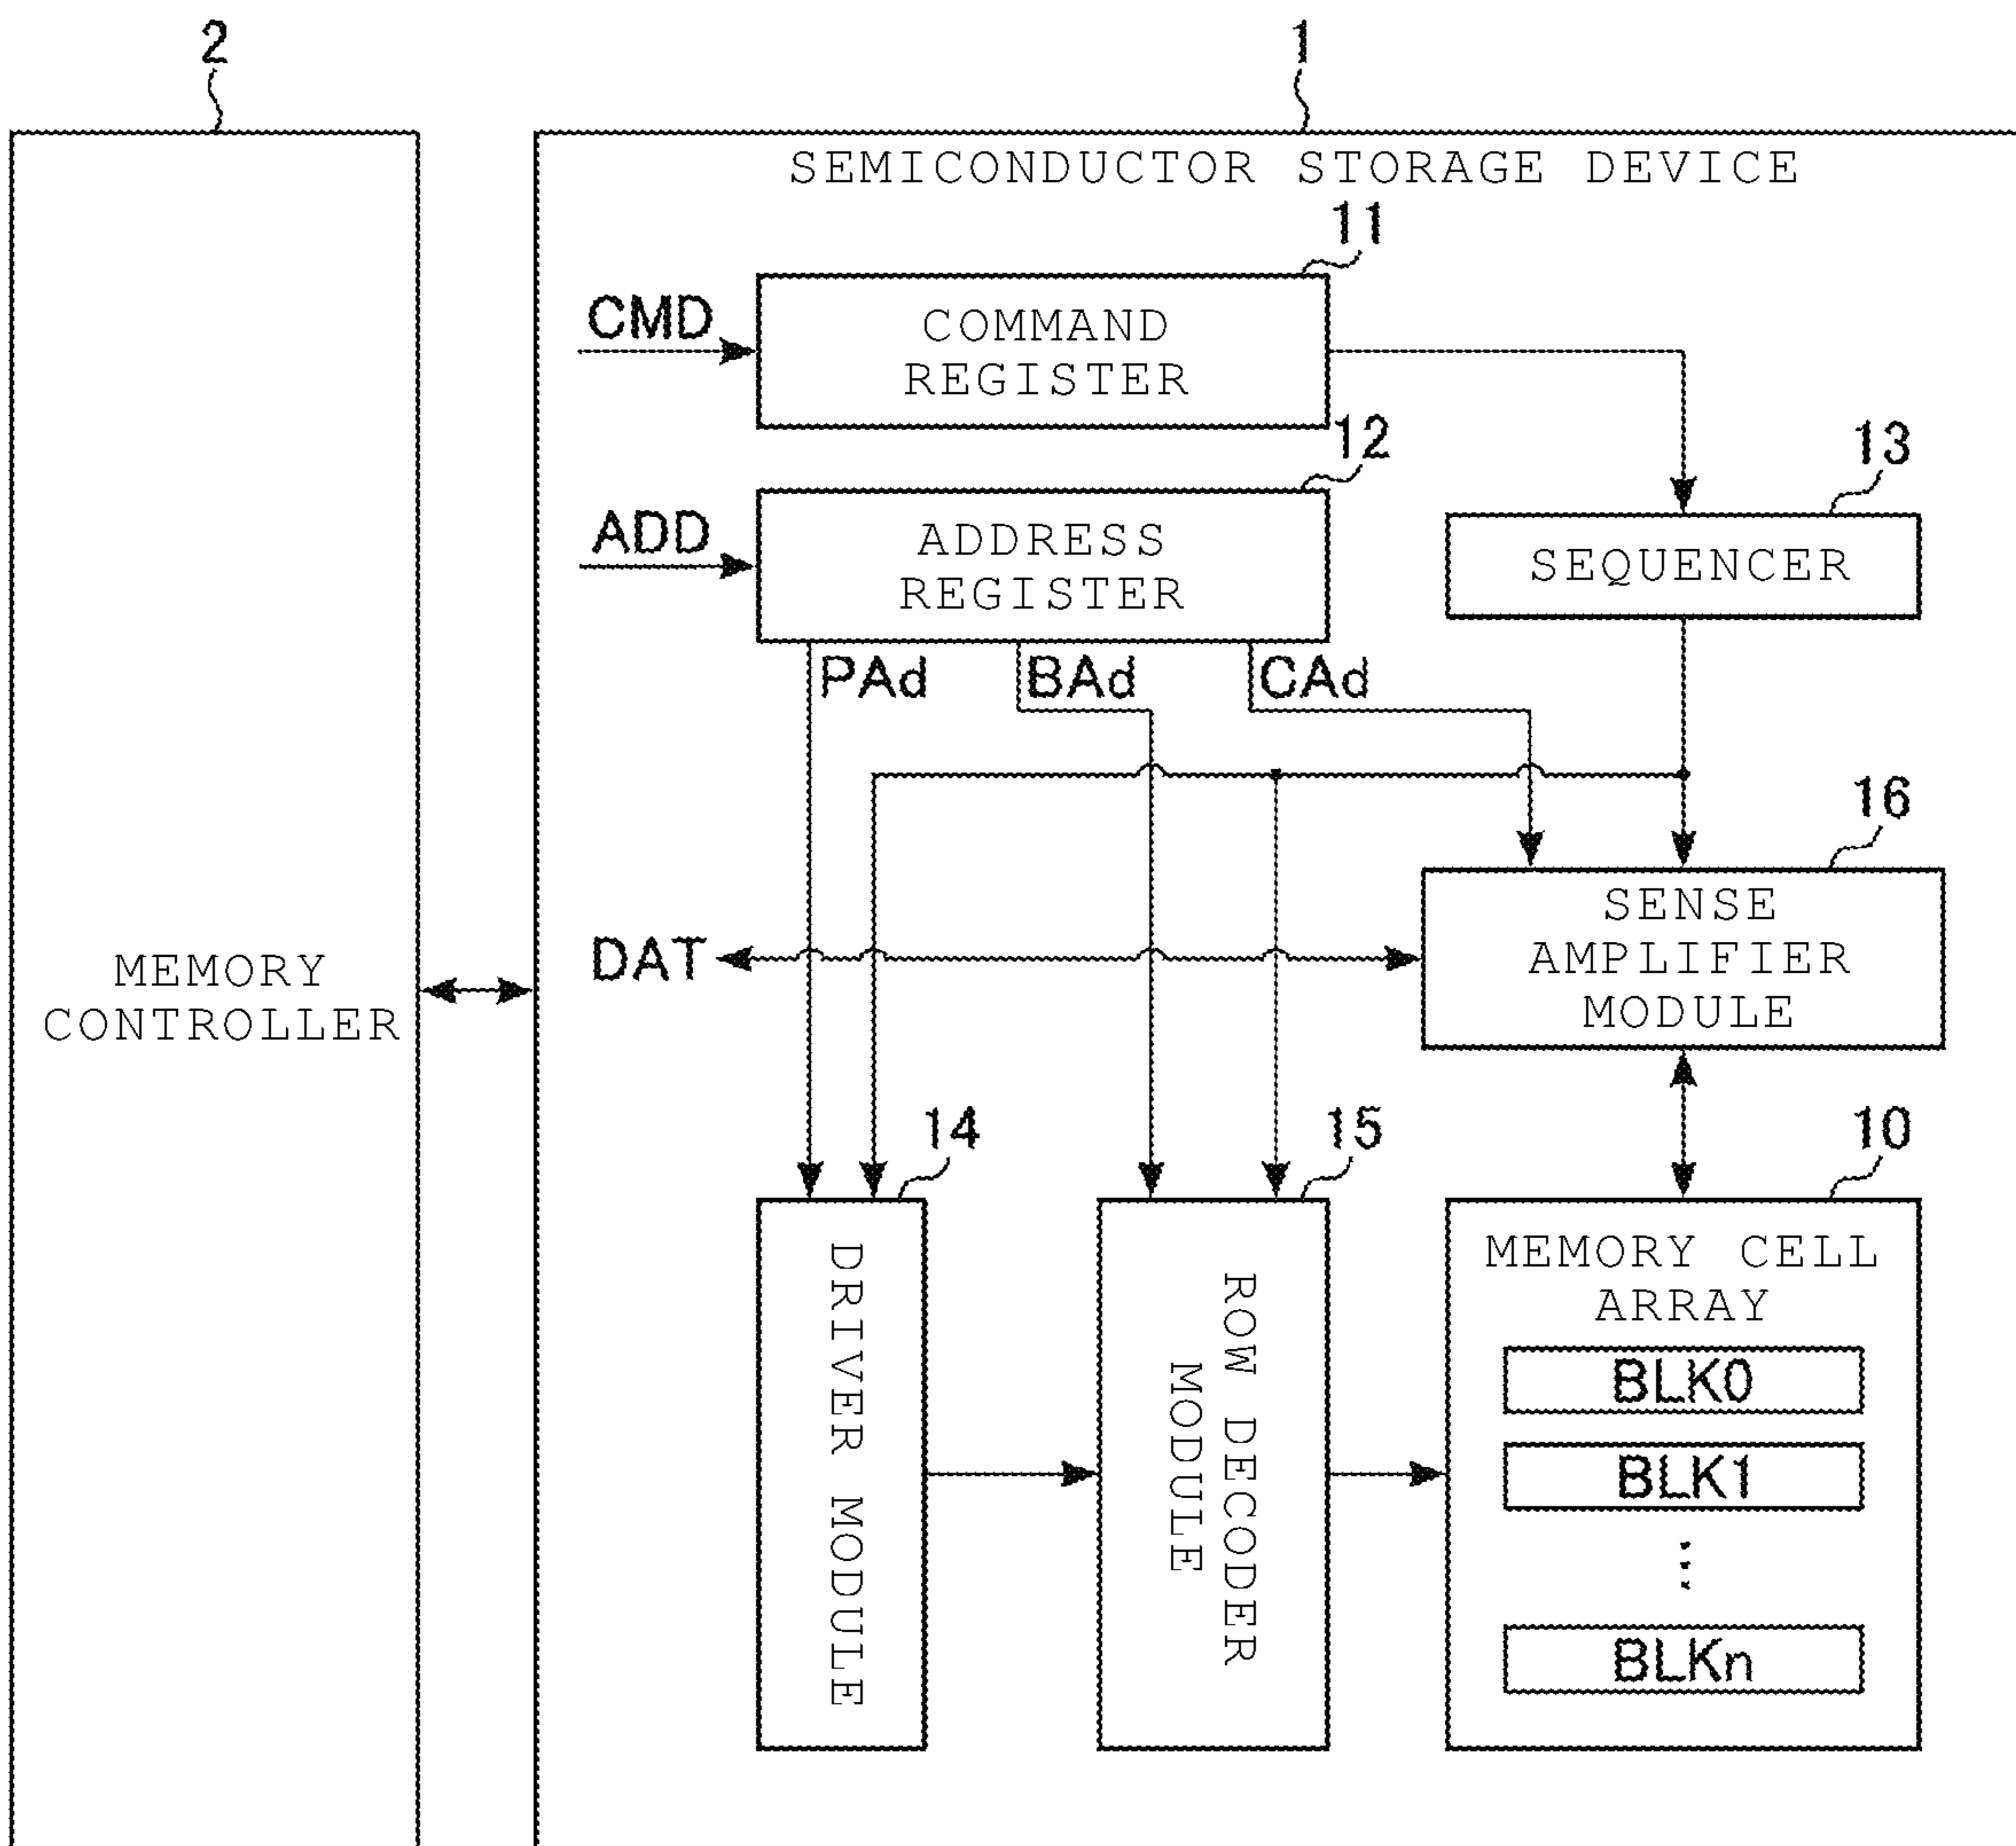 2
1
SEMICONDUCTOR STORAGE DEVICE
11
CMD
COMMAND
REGISTER
12
13
ADD
ADDRESS
REGISTER
SEQUENCER
PAd
BAd
CAd
16
SENSE
AMPLIFIER
MODULE
DAT
MEMORY
CONTROLLER
14
15
10
DRIVER MODULE
ROW DECODER
MODULE
MEMORY CELL
ARRAY
BLK0
BLK1
⋮
BLKn